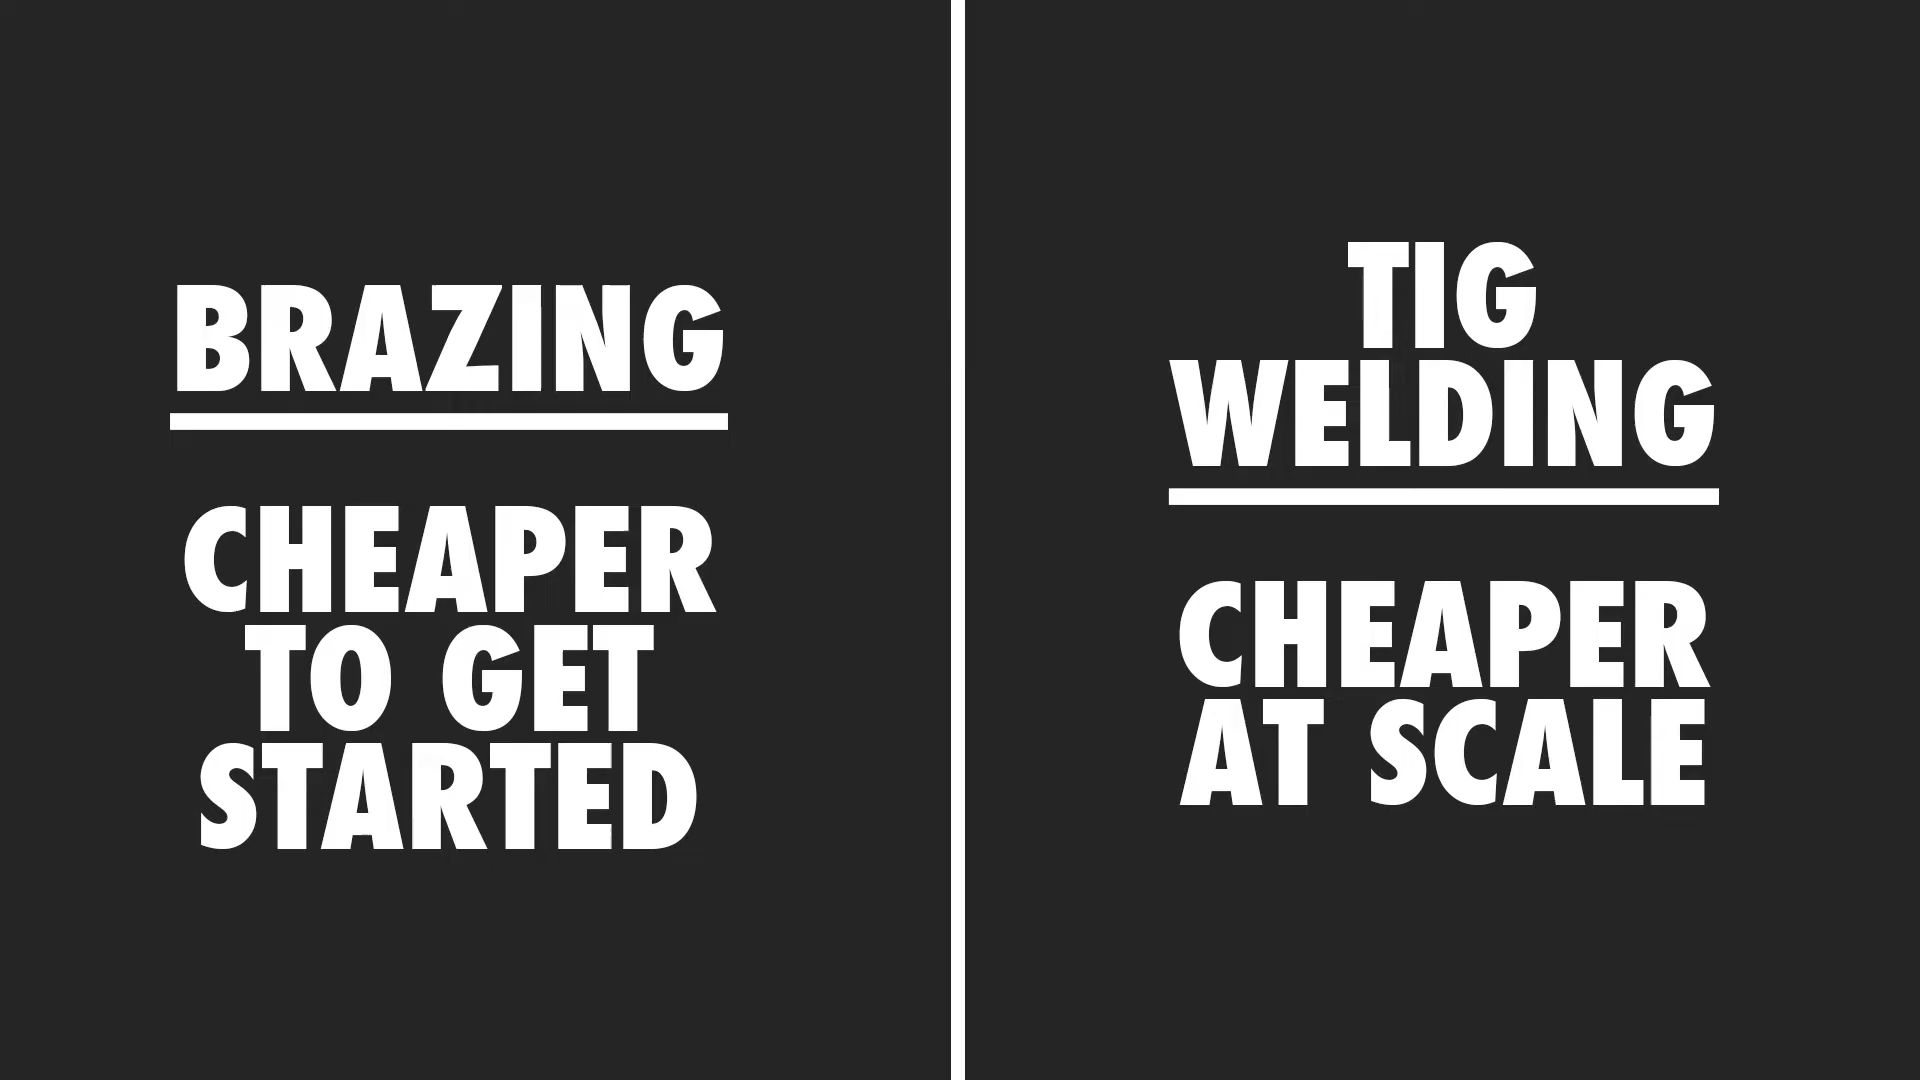 BRAZING
CHEAPER
TO GET
STARTED
TIG
WELDING
CHEAPER
AT SCALE